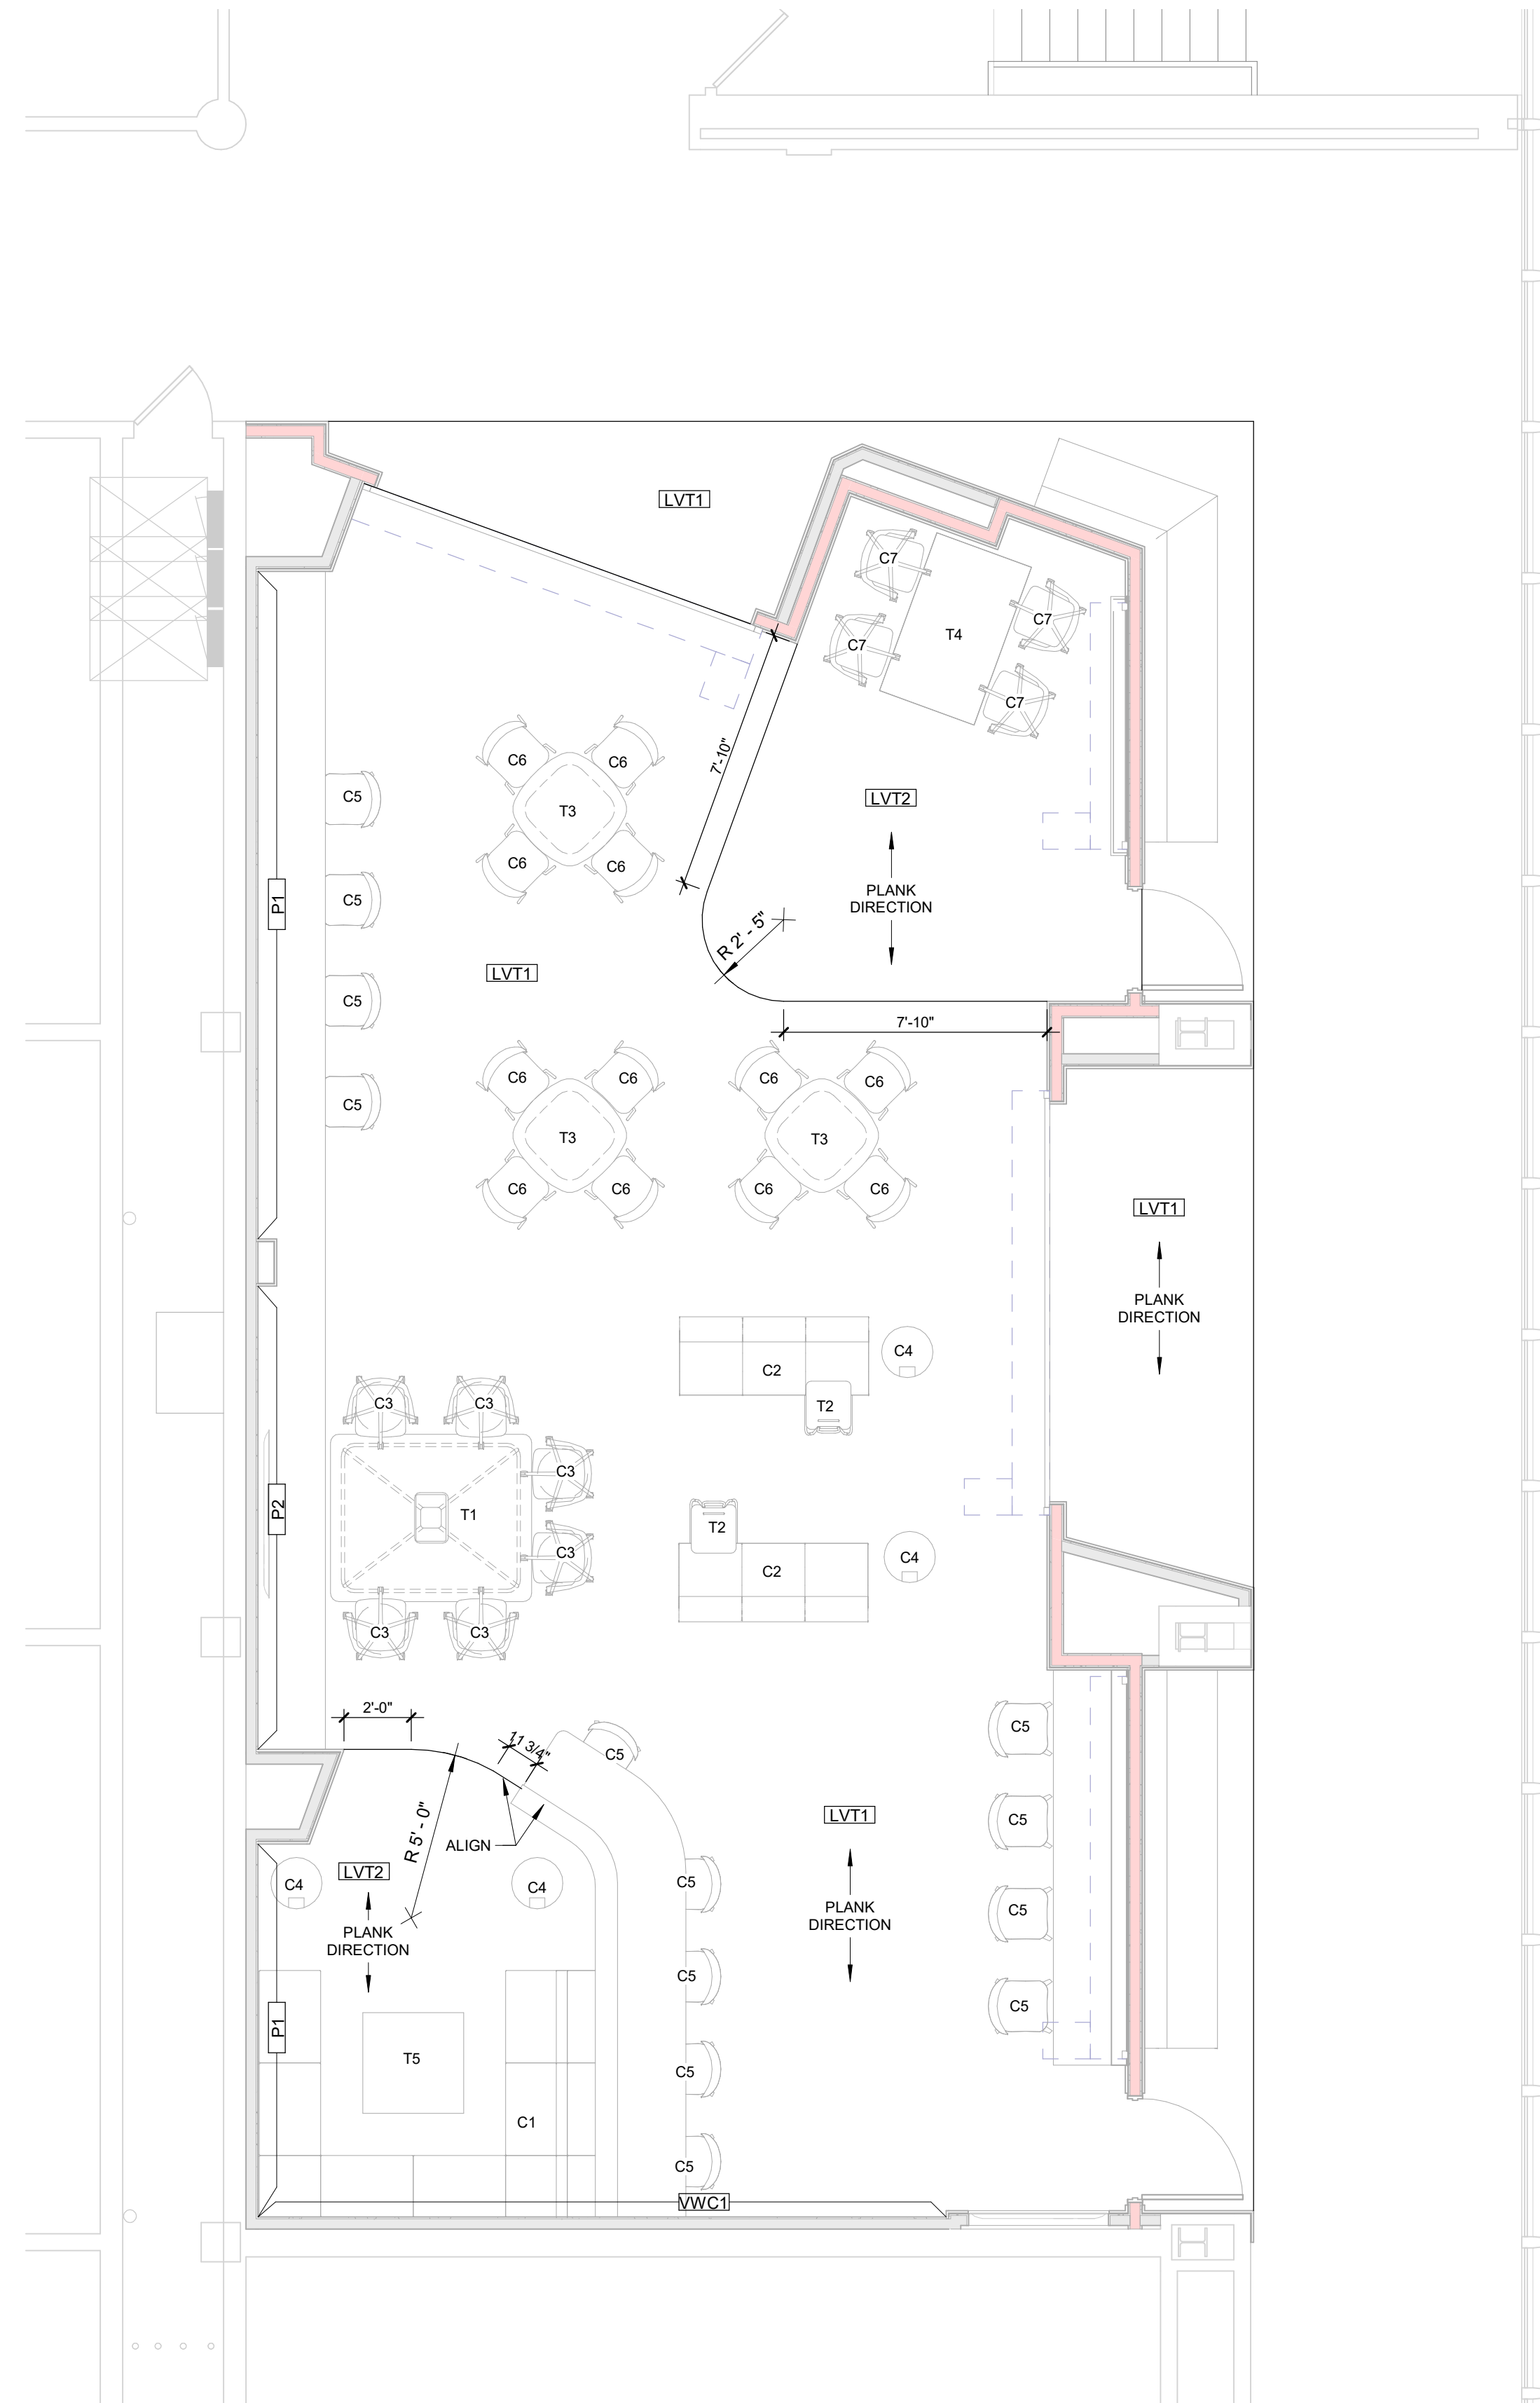 LVT1
C7
C7
C7
C7
T4
C6
C6
T3
C6
C6
7'-10"
C5
C5
C5
C5
P1
LVT2
PLANK
DIRECTION
R 2' - 5"
LVT1
7'-10"
C6
C6
T3
C6
C6
C6
C6
T3
C6
C6
LVT1
PLANK
DIRECTION
C2
C4
T2
C3
C3
C3
C3
C3
C3
T1
P2
T2
C2
C4
2'-0"
11 3/4"
C5
C5
R 5' - 0"
ALIGN
LVT1
C5
LVT2
C4
C4
C5
PLANK
DIRECTION
PLANK
DIRECTION
C5
C5
C5
P1
T5
C5
C1
C5
VWC1